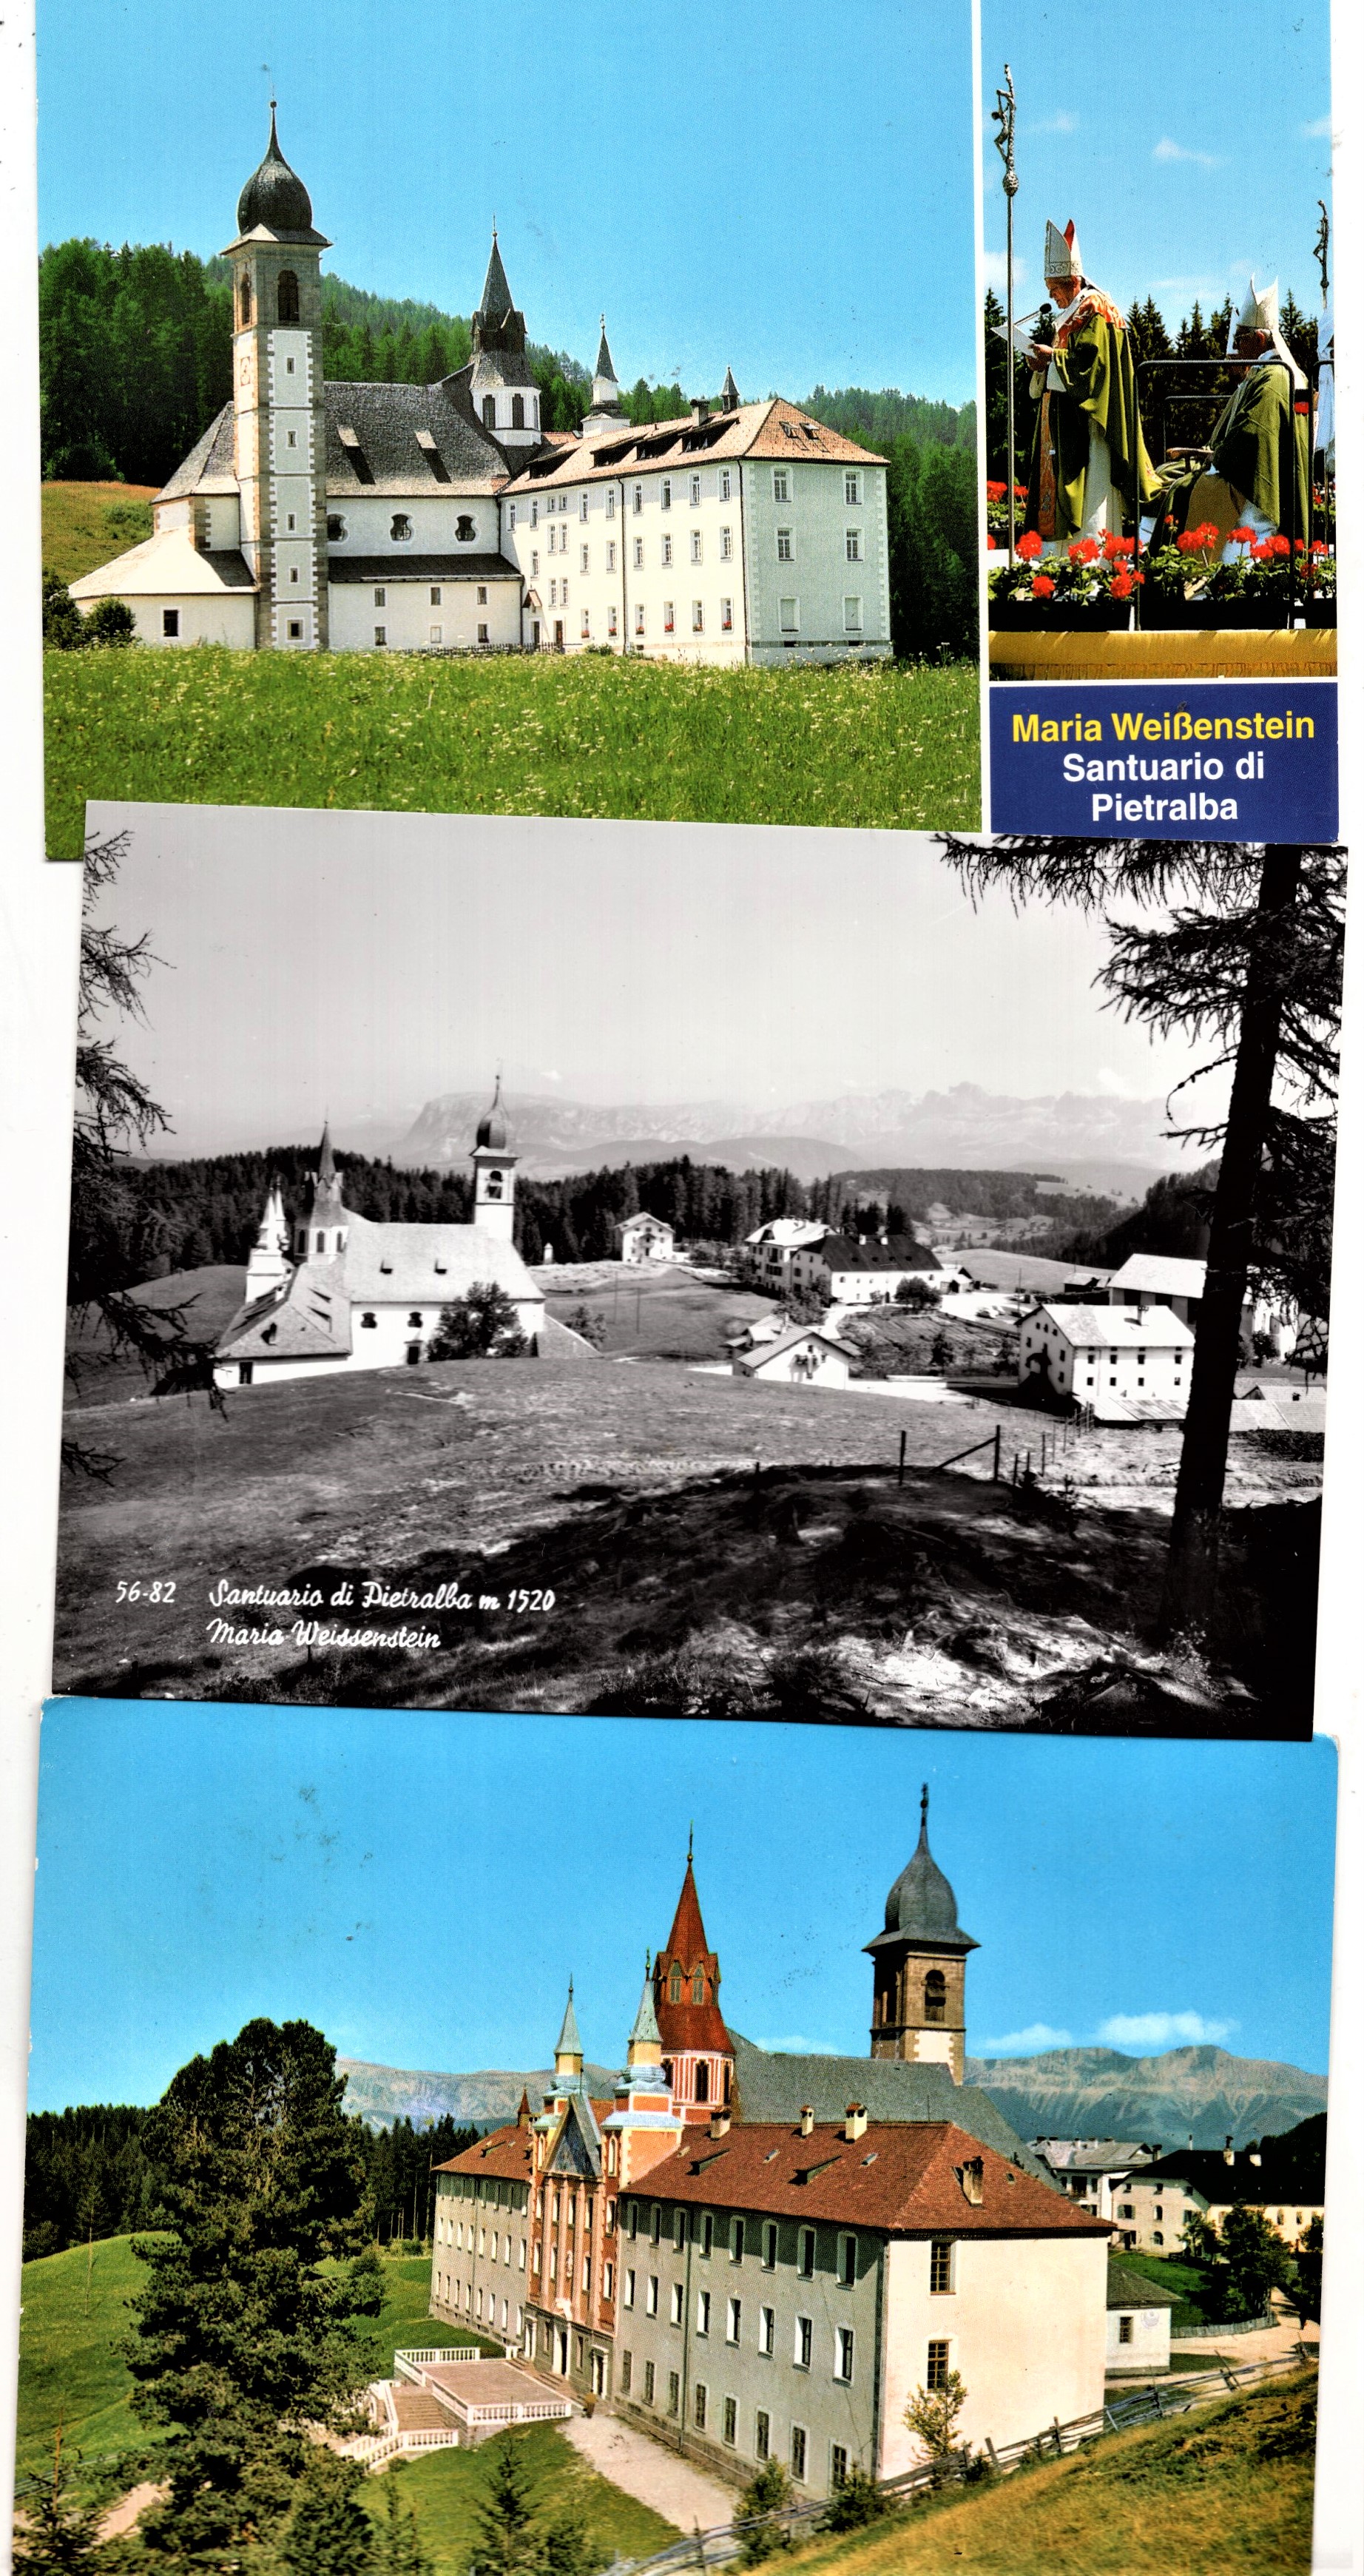 Maria Weißenstein
Santuario di
Pietralba
56-82 Santuario di Pietralba m 1520
Maria Weissenstein